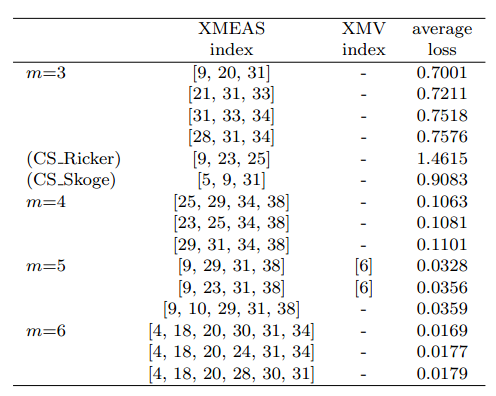 XMEAS XMV average
index index loss
m=3 [9, 20, 31] - 0.7001
[21, 31, 33] - 0.7211
[31, 33, 34] - 0.7518
[28, 31, 34] - 0.7576
(CS_Ricker) [9, 23, 25] - 1.4615
(CS_Skoge) [5, 9, 31] - 0.9083
m=4 [25, 29, 34, 38] - 0.1063
[23, 25, 34, 38] - 0.1081
[29, 31, 34, 38] - 0.1101
m=5 [9, 29, 31, 38] [6] 0.0328
[9, 23, 31, 38] [6] 0.0356
[9, 10, 29, 31, 38] - 0.0359
m=6 [4, 18, 20, 30, 31, 34] - 0.0169
[4, 18, 20, 24, 31, 34] - 0.0177
[4, 18, 20, 28, 30, 31] - 0.0179